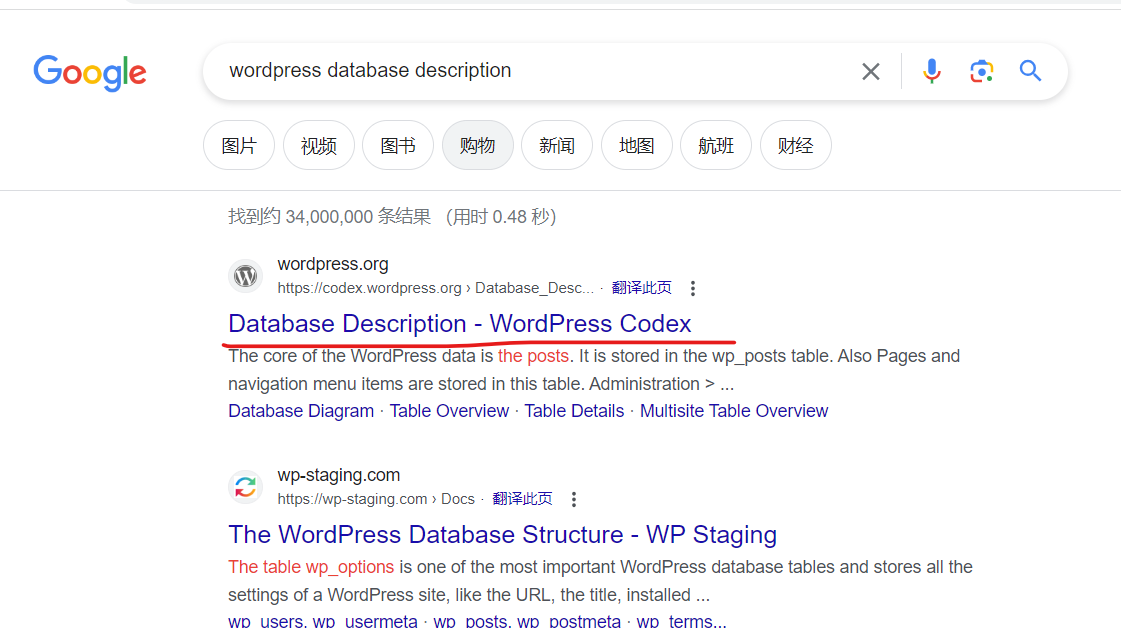 Google
wordpress database description
图片 视频 图书 购物 新闻 地图 航班 财经
找到约 34,000,000 条结果 （用时 0.48 秒）
wordpress.org
https://codex.wordpress.org › Database_Desc... · 翻译此页
Database Description - WordPress Codex
The core of the WordPress data is the posts. It is stored in the wp_posts table. Also Pages and
navigation menu items are stored in this table. Administration > ...
Database Diagram · Table Overview · Table Details · Multisite Table Overview
wp-staging.com
https://wp-staging.com › Docs · 翻译此页
The WordPress Database Structure - WP Staging
The table wp_options is one of the most important WordPress database tables and stores all the
settings of a WordPress site, like the URL, the title, installed ...
wp_users, wp_usermeta · wp_posts, wp_postmeta · wp_terms...